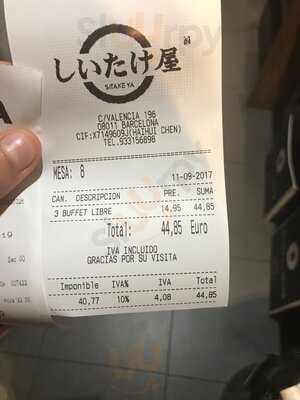 しいたけ屋
SITAKE YA
C/VALENCIA 196
08011 BARCELONA
CIF:X7149609J(HAIHUI CHEN)
TEL.933156898
MESA: 8
11-09-2017
CAN. DESCRIPCION PRE. SUMA
3 BUFFET LIBRE 14,95 44,85
Total: 44,85 Euro
IVA INCLUIDO
GRACIAS POR SU VISITA
Imponible IVA% IVA Total
40,77 10% 4,08 44,85